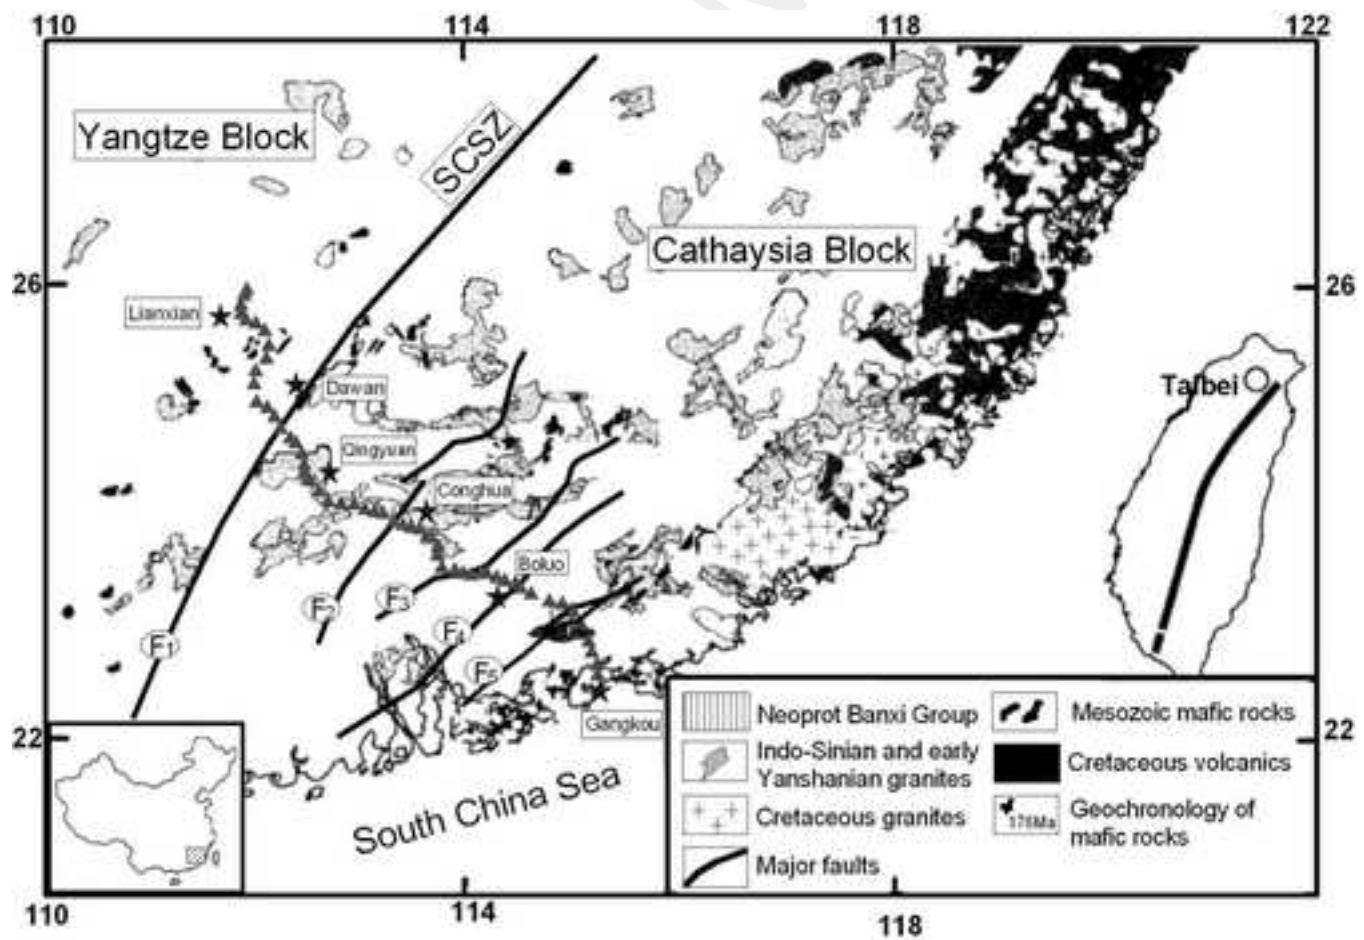 110
114
118
122
Yangtze Block
SCSZ
Cathaysia Block
26
26
Lianxian
Dawan
Taibei
Qingyuan
Conghua
Boluo
F1
F2
F3
F4
F5
Gangkou
22
22
South China Sea
Neoprot Banxi Group
Indo-Sinian and early
Yanshanian granites
Cretaceous granites
Major faults
Mesozoic mafic rocks
Cretaceous volcanics
176Ma
Geochronology of
mafic rocks
110
114
118